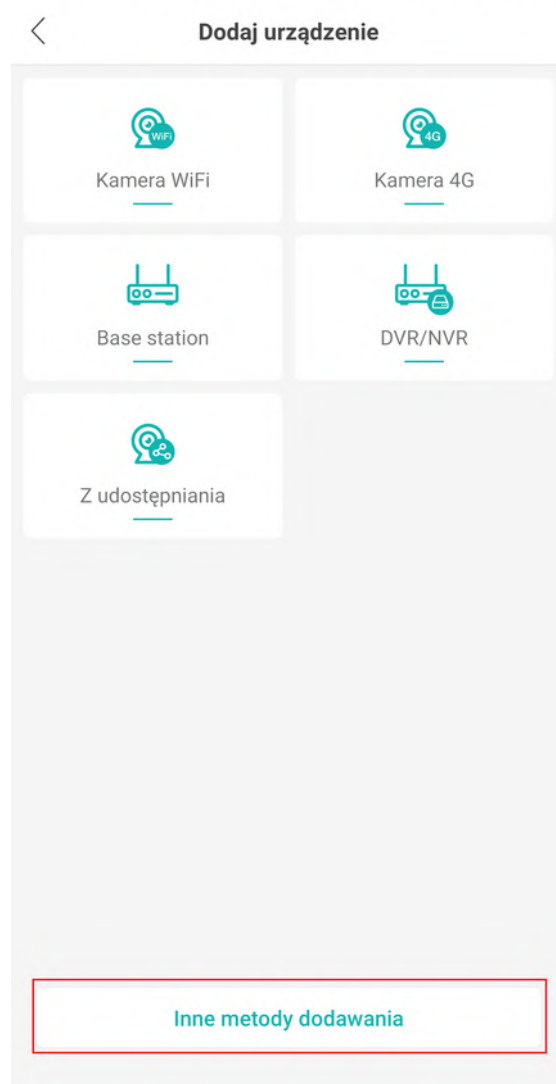 Dodaj urządzenie
WiFi
4G
Kamera WiFi
Kamera 4G
Base station
DVR/NVR
Z udostępniania
Inne metody dodawania